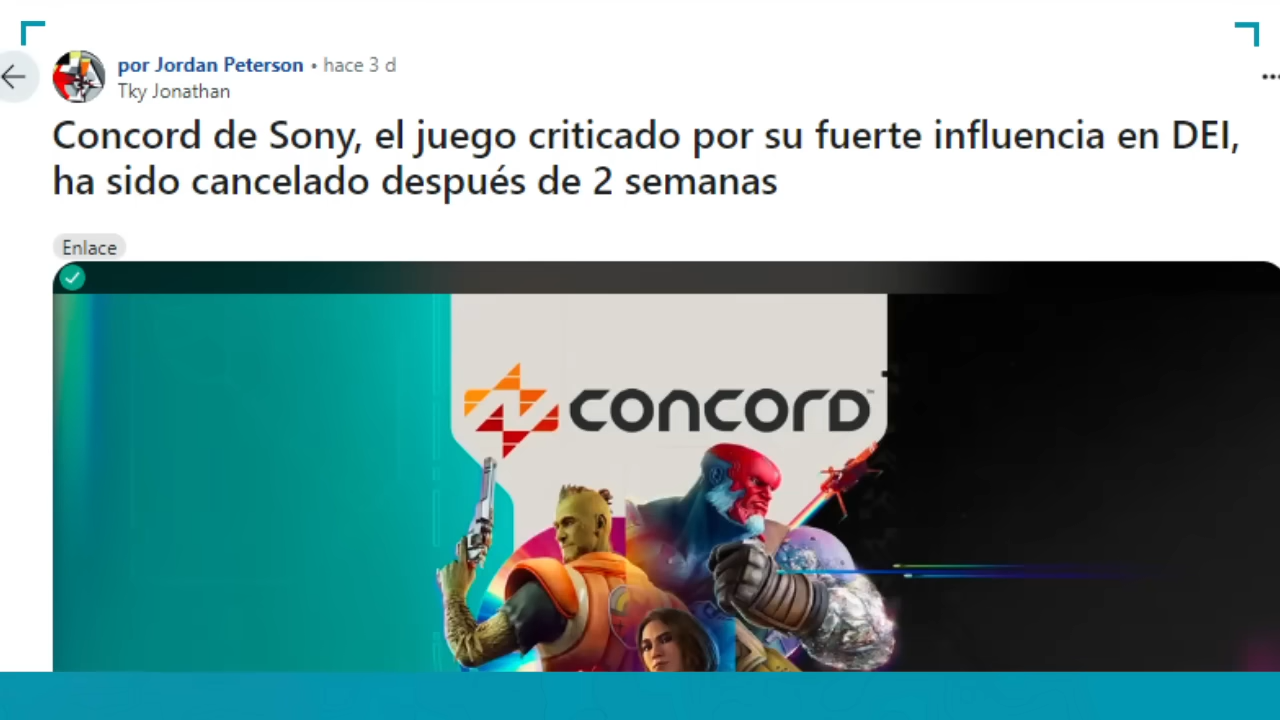 por Jordan Peterson • hace 3 d
Tky Jonathan
Concord de Sony, el juego criticado por su fuerte influencia en DEI,
ha sido cancelado después de 2 semanas
Enlace
CONCORD™